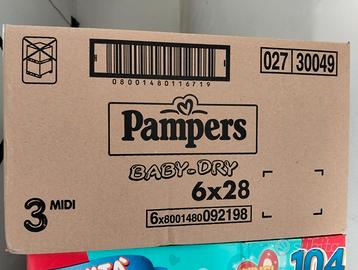 08001480116719
027 30049
Pampers
BABY-DRY
6x28
3 MIDI
6x8001480092198
104